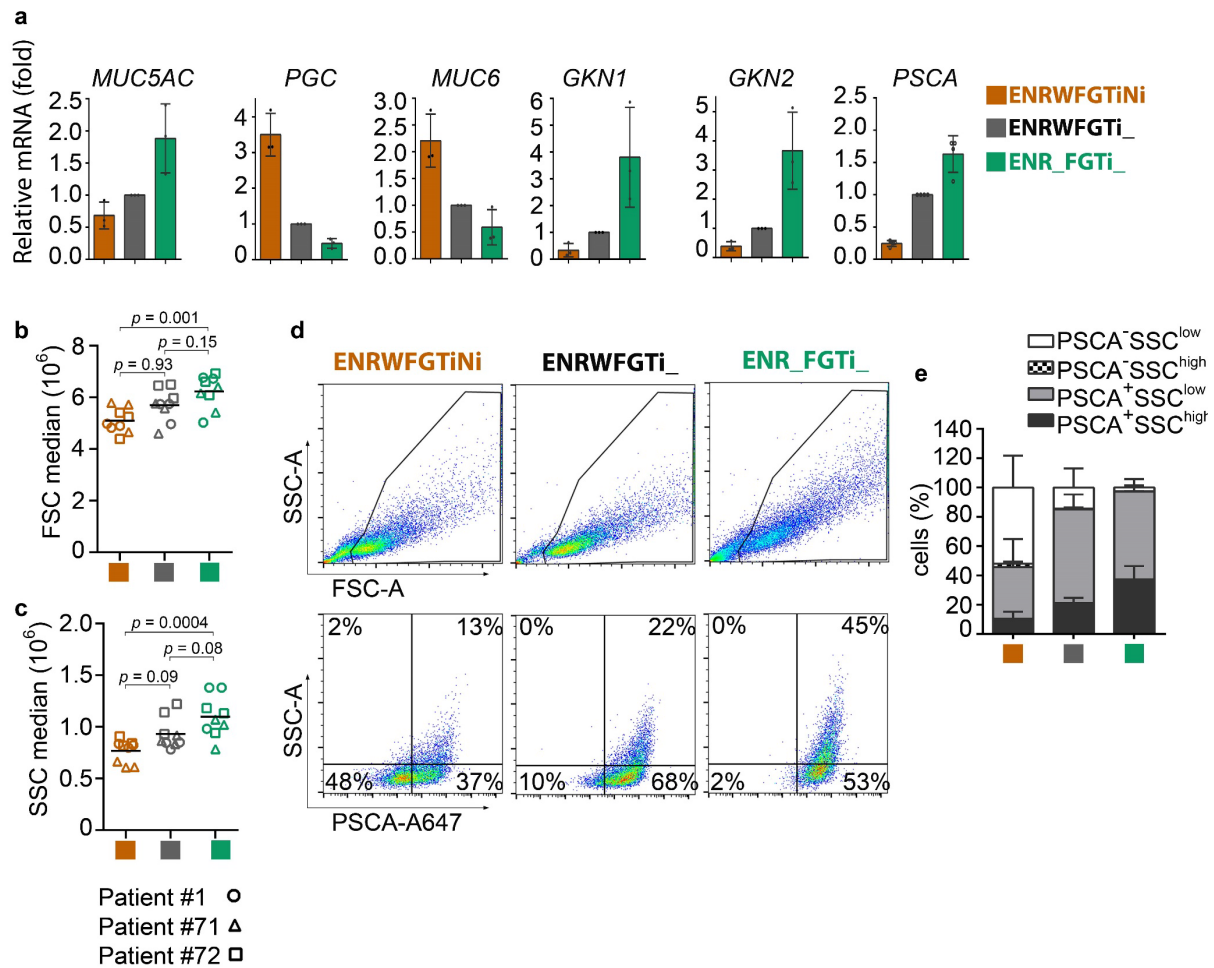 a
Relative mRNA (fold)
MUC5AC
2.5
2.0
1.5
1.0
0.5
0.0
PGC
4
3
2
1
0
MUC6
3.0
2.5
2.0
1.5
1.0
0.5
0.0
GKN1
6
5
4
3
2
1
0
GKN2
5
4
3
2
1
0
PSCA
2.5
2.0
1.5
1.0
0.5
0.0
ENRWFGTiNi
ENRWFGTi_
ENR_FGTi_
b
FSC median (10⁶)
8
6
4
2
0
p = 0.001
p = 0.15
p = 0.93
c
SSC median (10⁶)
2.0
1.5
1.0
0.5
0
p = 0.0004
p = 0.08
p = 0.09
Patient #1
Patient #71
Patient #72
d
ENRWFGTiNi
ENRWFGTi_
ENR_FGTi_
SSC-A
FSC-A
SSC-A
2%
13%
48%
37%
0%
22%
10%
68%
0%
45%
2%
53%
PSCA-A647
e
PSCA⁻SSCˡᵒʷ
PSCA⁻SSCʰⁱᵍʰ
PSCA⁺SSCˡᵒʷ
PSCA⁺SSCʰⁱᵍʰ
cells (%)
140
120
100
80
60
40
20
0